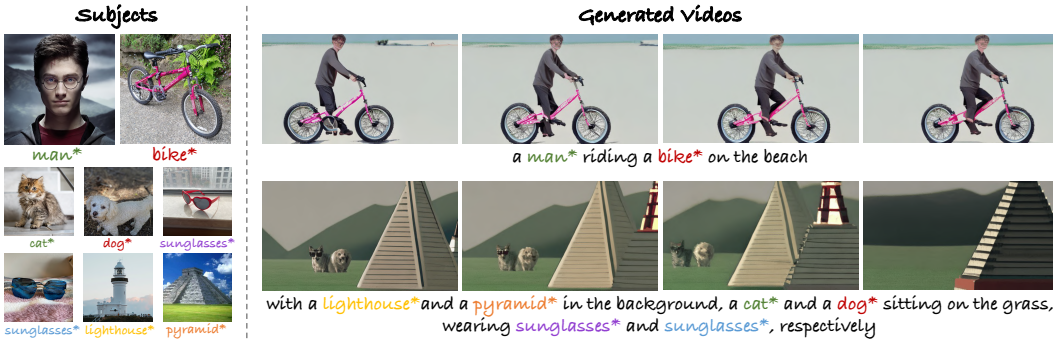 Subjects
Generated Videos
man*
bike*
cat*
dog*
sunglasses*
sunglasses*
lighthouse*
pyramid*
a man* riding a bike* on the beach
with a lighthouse* and a pyramid* in the background, a cat* and a dog* sitting on the grass,
wearing sunglasses* and sunglasses*, respectively